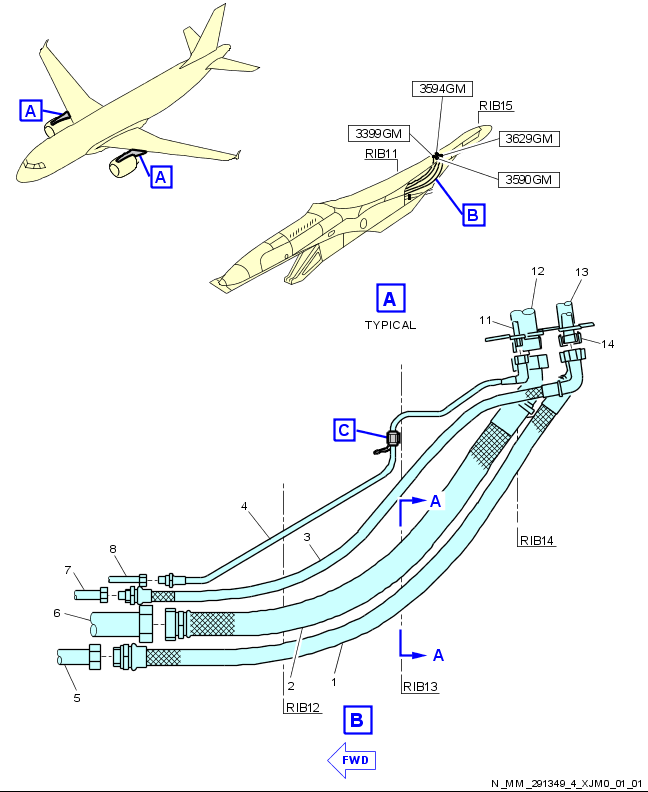 A
A
3594GM
RIB15
3399GM
3629GM
RIB11
3590GM
B
A
TYPICAL
12
13
11
14
C
4
A
3
8
RIB14
7
6
A
5
2
1
RIB13
RIB12
B
FWD
N_MM_291349_4_XJM0_01_01